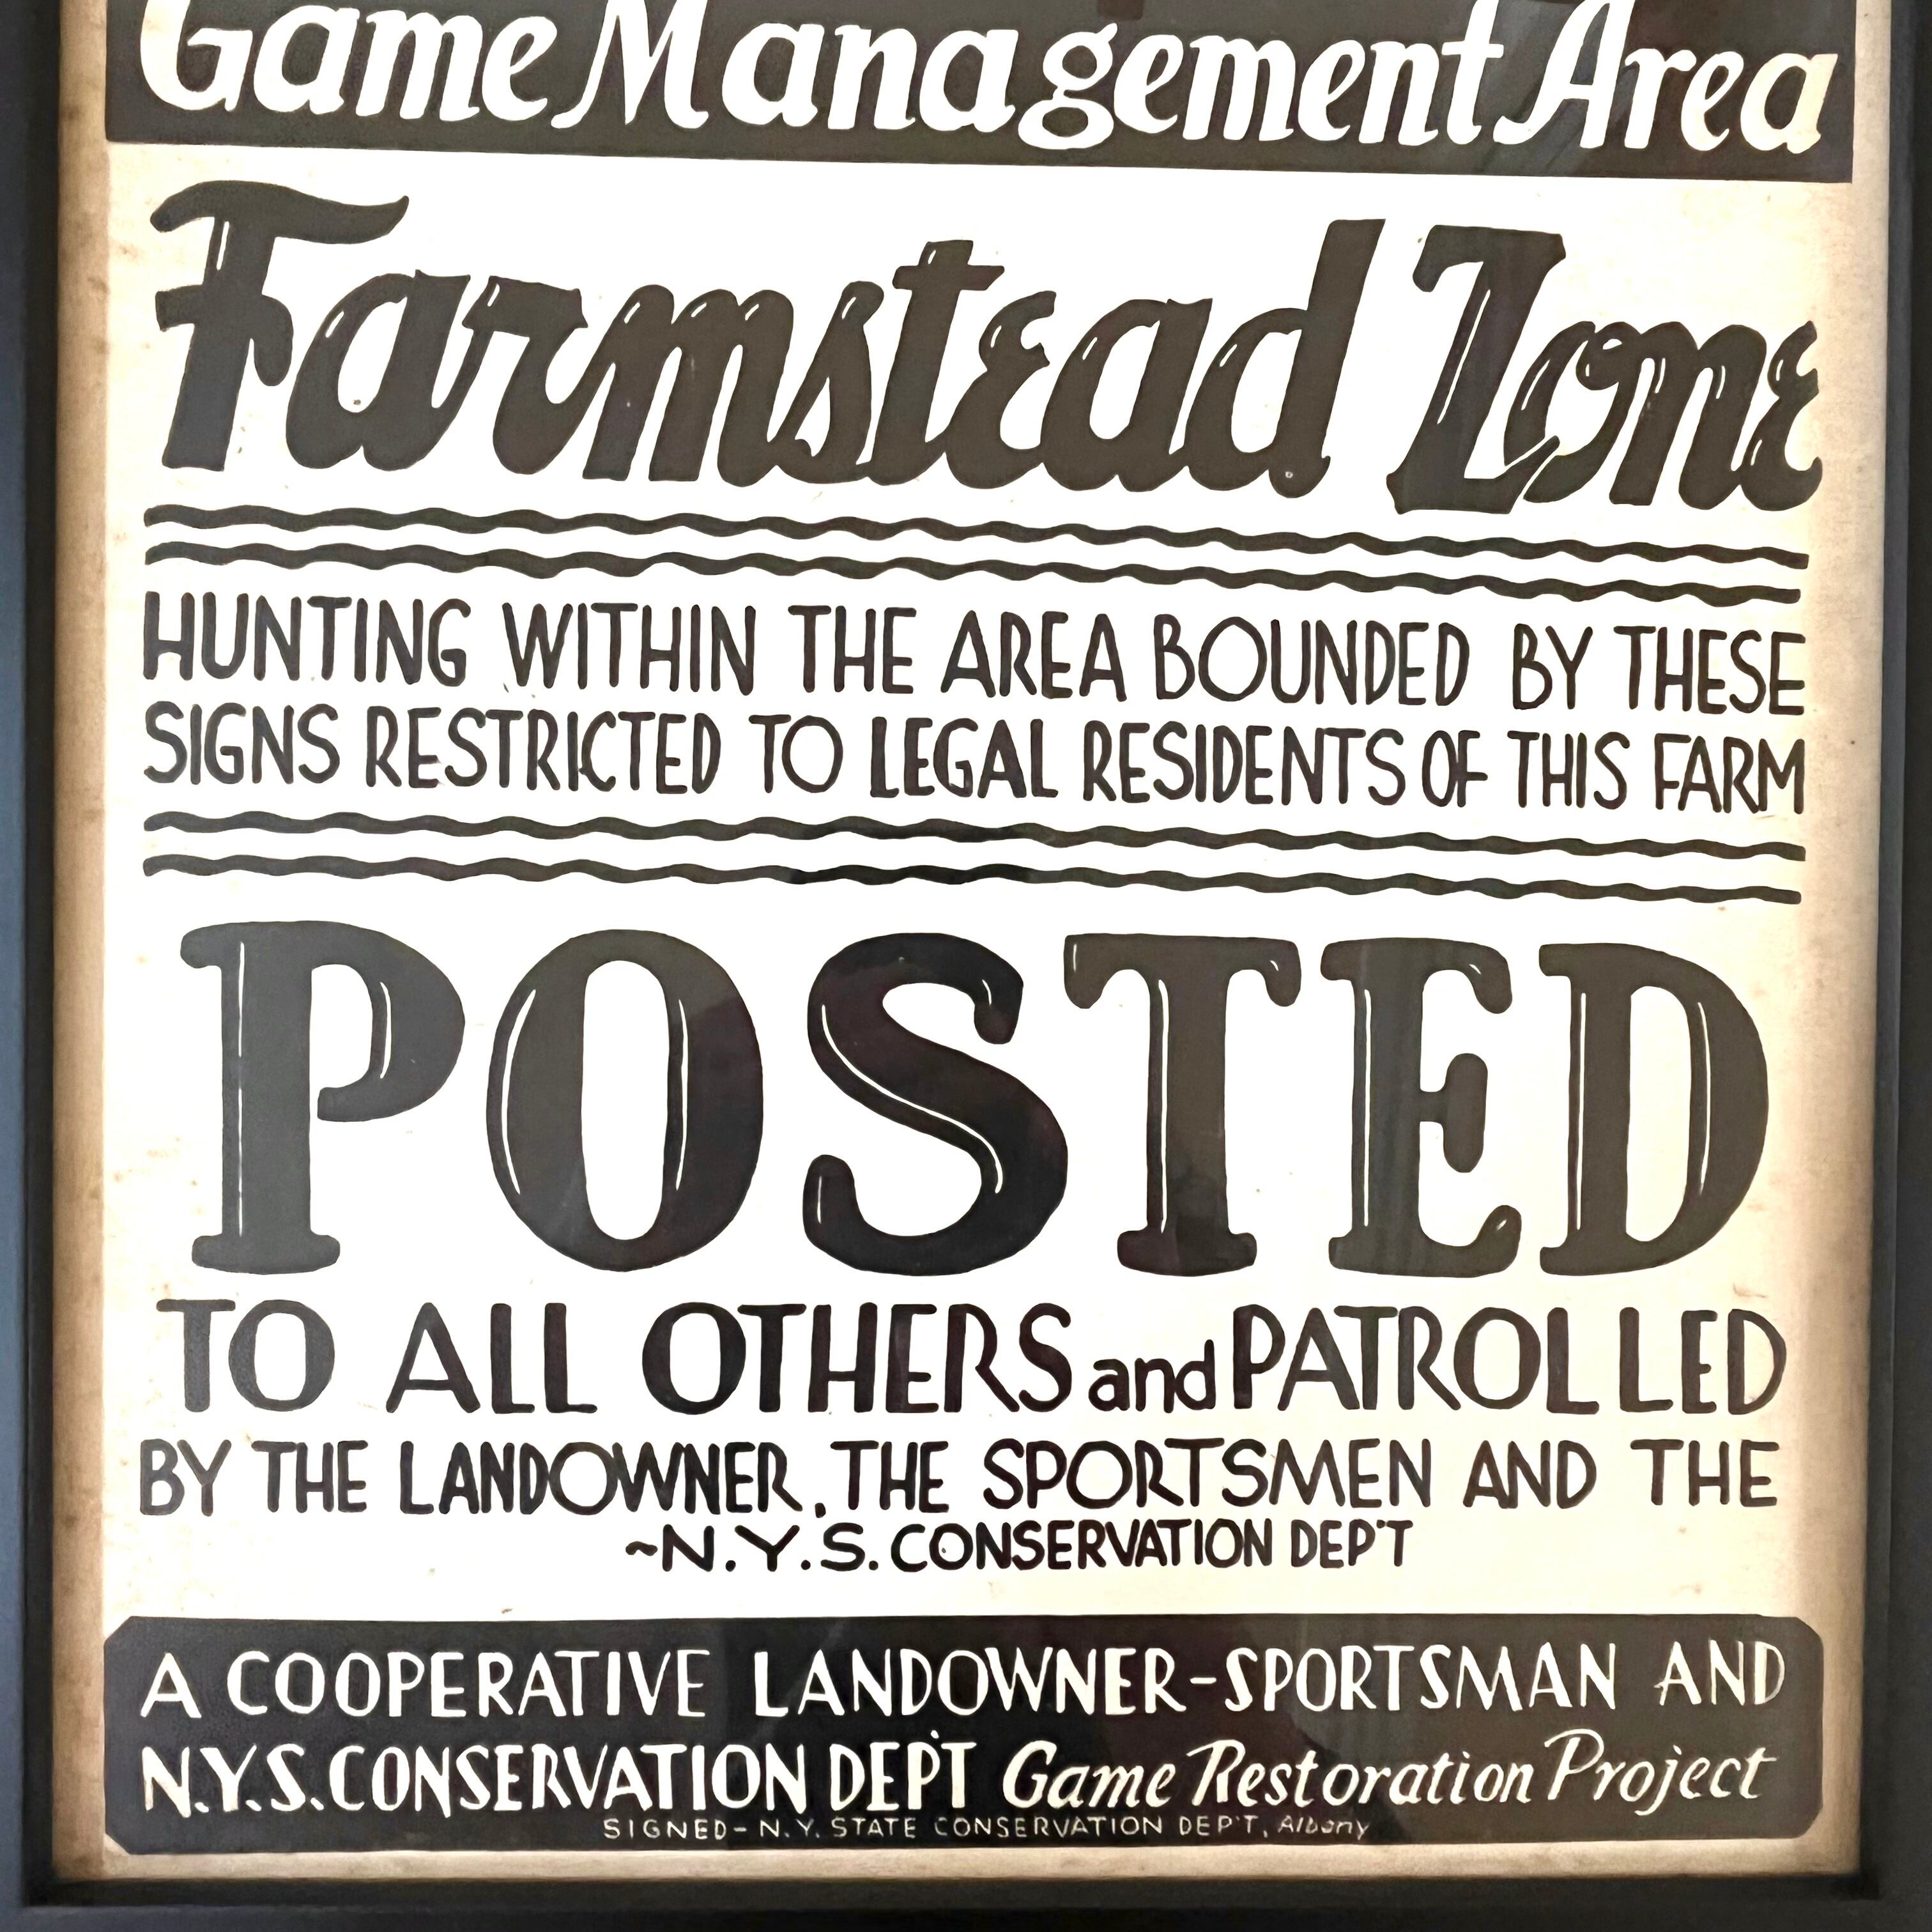 Game Management Area
Farmstead Zone
HUNTING WITHIN THE AREA BOUNDED BY THESE
SIGNS RESTRICTED TO LEGAL RESIDENTS OF THIS FARM
POSTED
TO ALL OTHERS and PATROLLED
BY THE LANDOWNER, THE SPORTSMEN AND THE
~N.Y.S. CONSERVATION DEP'T
A COOPERATIVE LANDOWNER-SPORTSMAN AND
N.Y.S. CONSERVATION DEP'T Game Restoration Project
SIGNED- N.Y. STATE CONSERVATION DEP'T, Albany